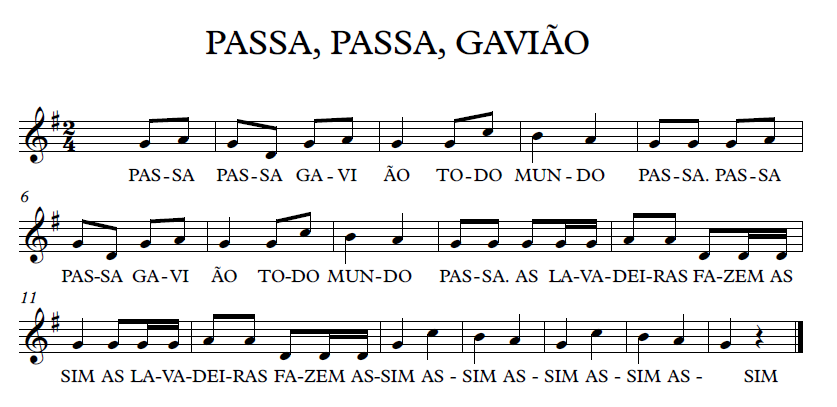 PASSA, PASSA, GAVIÃO
2
4
PAS-SA PAS-SA GA-VI ÃO TO-DO MUN-DO PAS-SA. PAS-SA
6
PAS-SA GA-VI ÃO TO-DO MUN-DO PAS-SA. AS LA-VA-DEI-RAS FA-ZEM AS
11
SIM AS LA-VA-DEI-RAS FA-ZEM AS-SIM AS - SIM AS - SIM AS - SIM AS - SIM